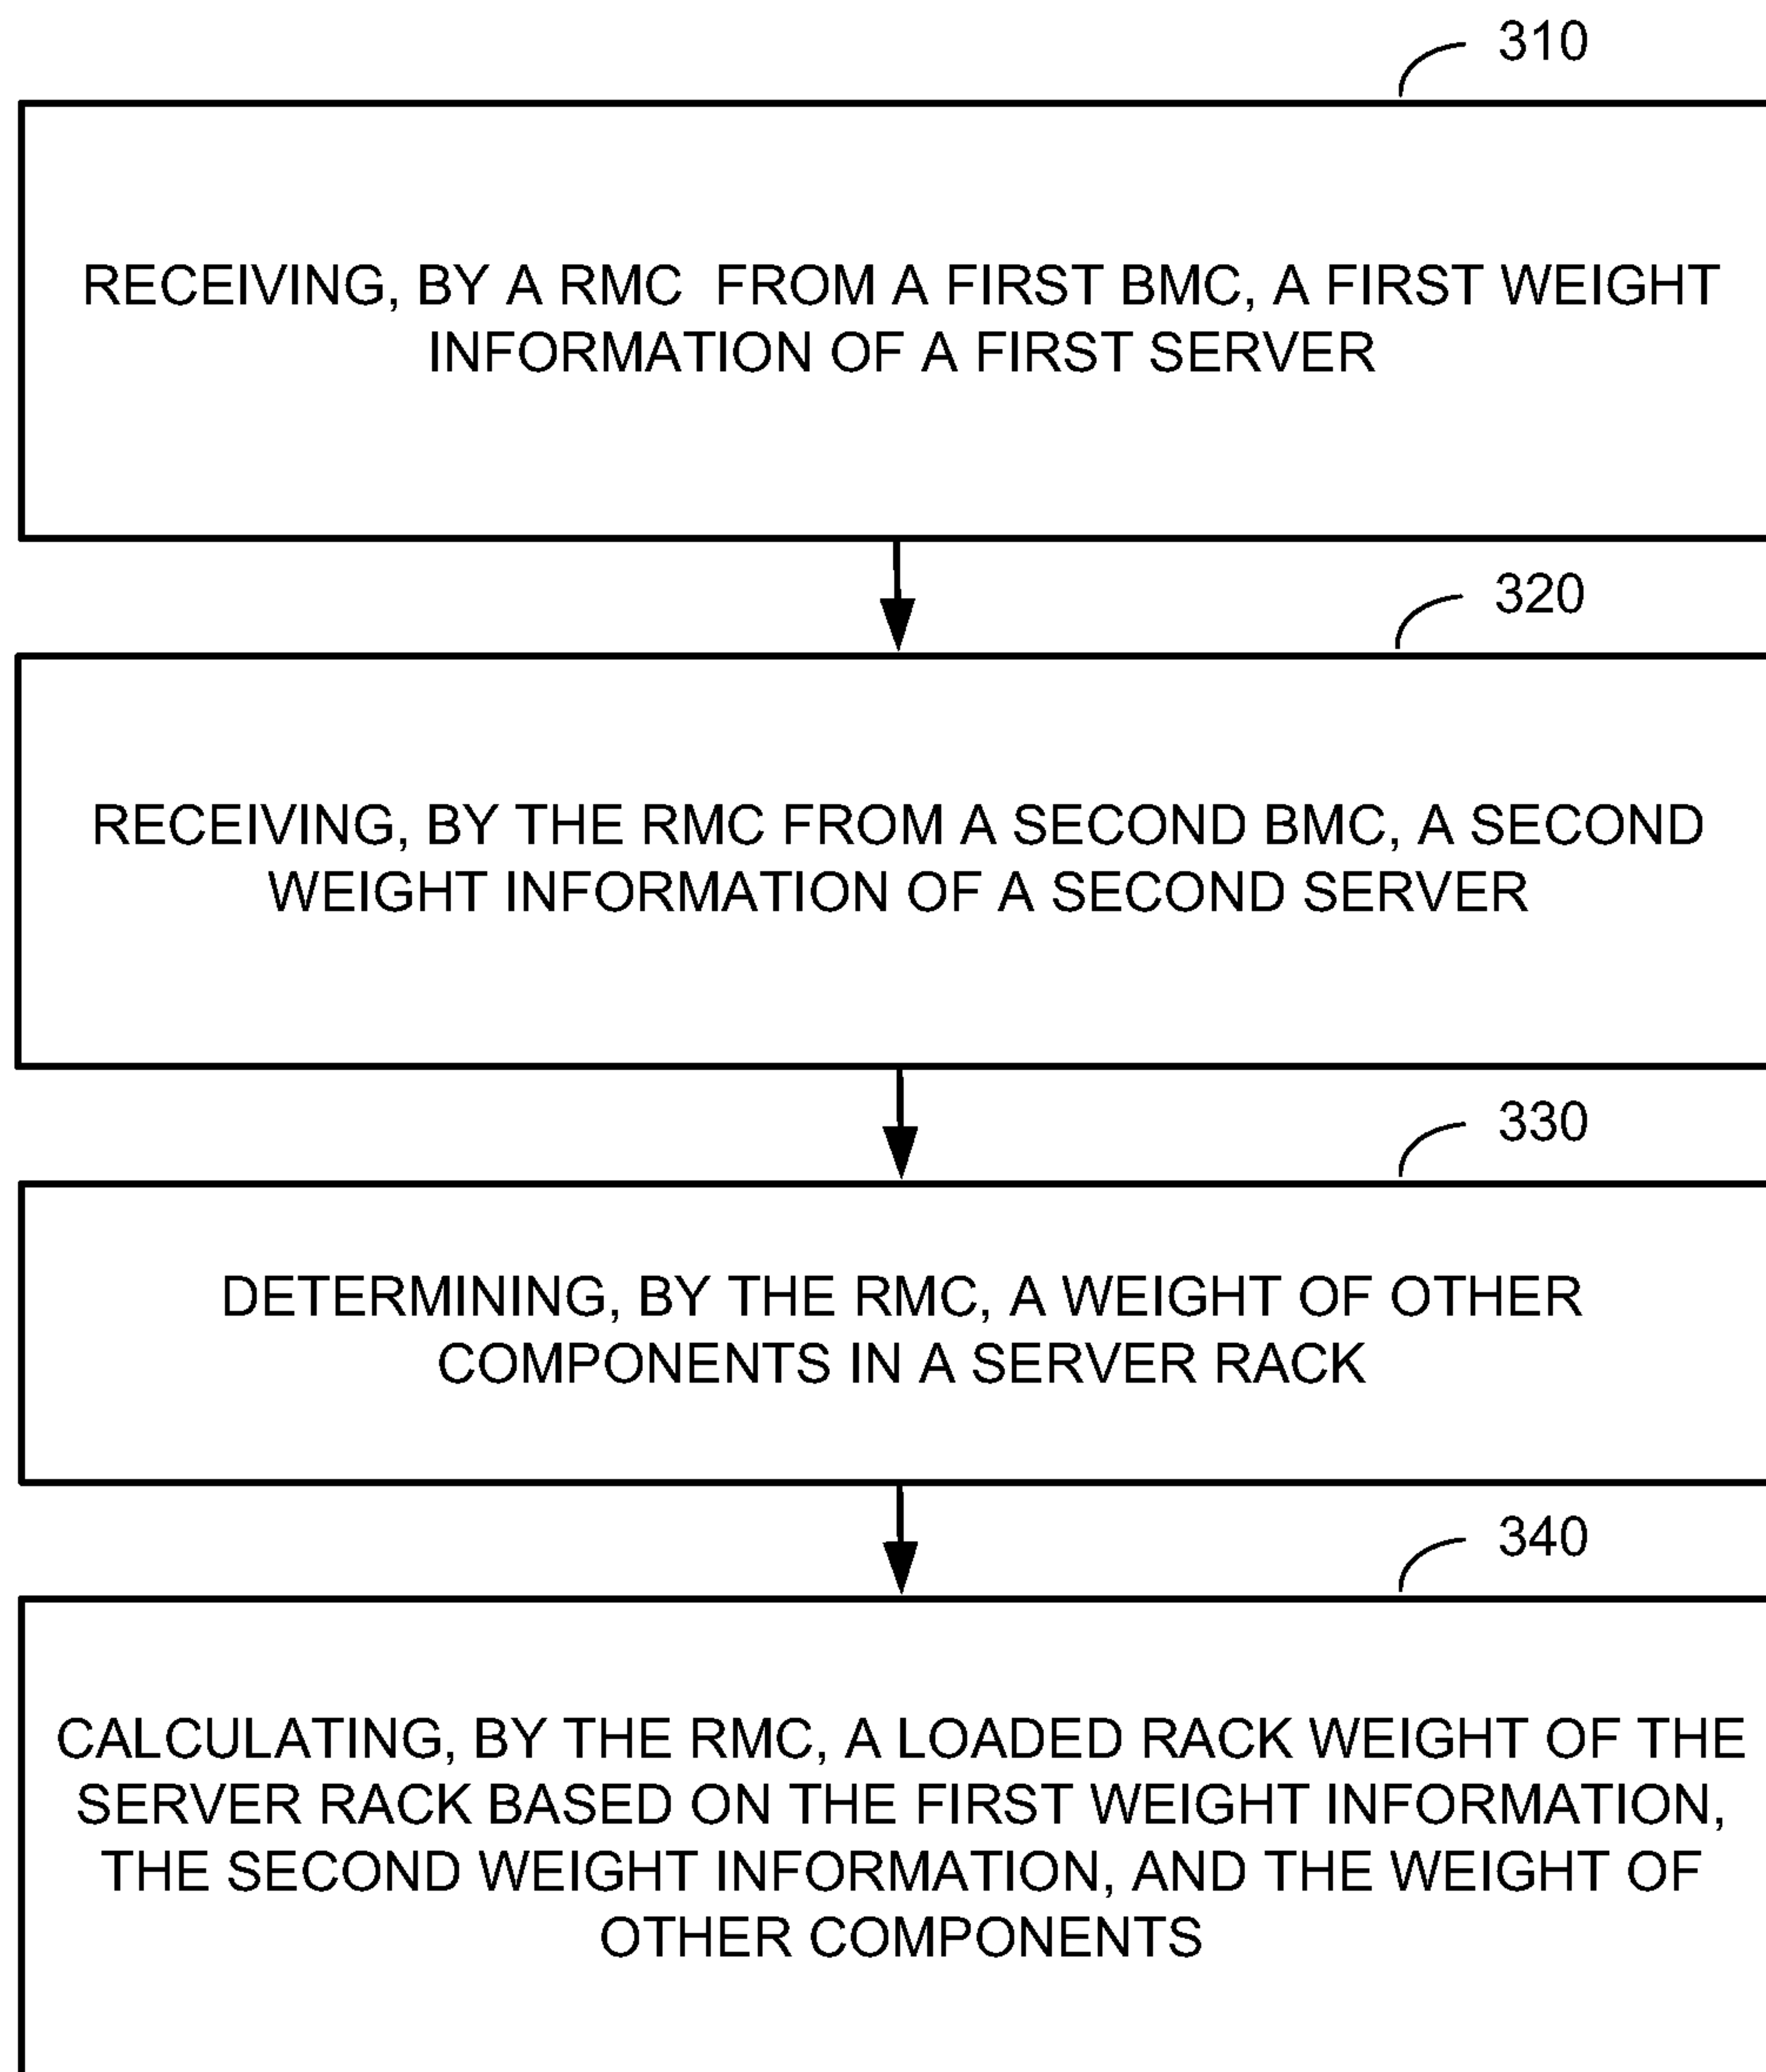 310
RECEIVING, BY A RMC FROM A FIRST BMC, A FIRST WEIGHT
INFORMATION OF A FIRST SERVER
320
RECEIVING, BY THE RMC FROM A SECOND BMC, A SECOND
WEIGHT INFORMATION OF A SECOND SERVER
330
DETERMINING, BY THE RMC, A WEIGHT OF OTHER
COMPONENTS IN A SERVER RACK
340
CALCULATING, BY THE RMC, A LOADED RACK WEIGHT OF THE
SERVER RACK BASED ON THE FIRST WEIGHT INFORMATION,
THE SECOND WEIGHT INFORMATION, AND THE WEIGHT OF
OTHER COMPONENTS